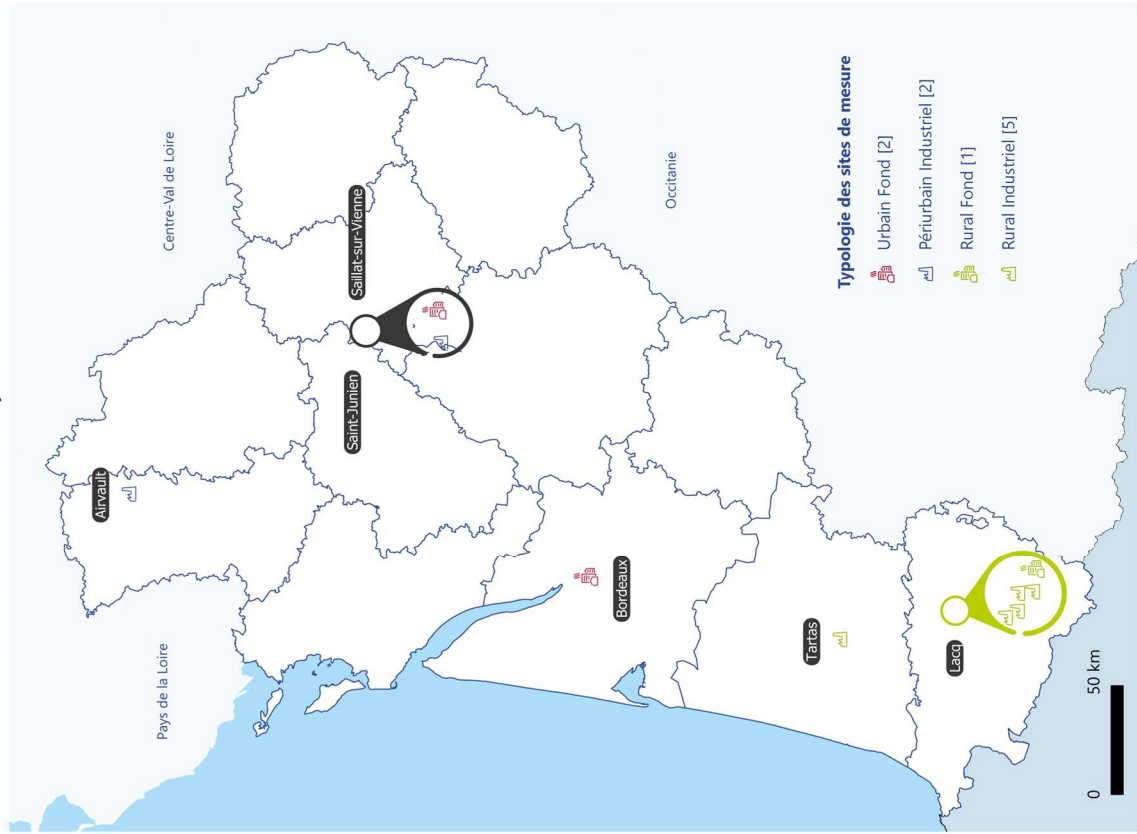 Centre-Val de Loire
Pays de la Loire
Occitanie
Airvault
Saint-Junien
Saillat-sur-Vienne
Bordeaux
Tartas
Lacq
Typologie des sites de mesure
Urbain Fond [2]
Périurbain Industriel [2]
Rural Fond [1]
Rural Industriel [5]
0
50 km